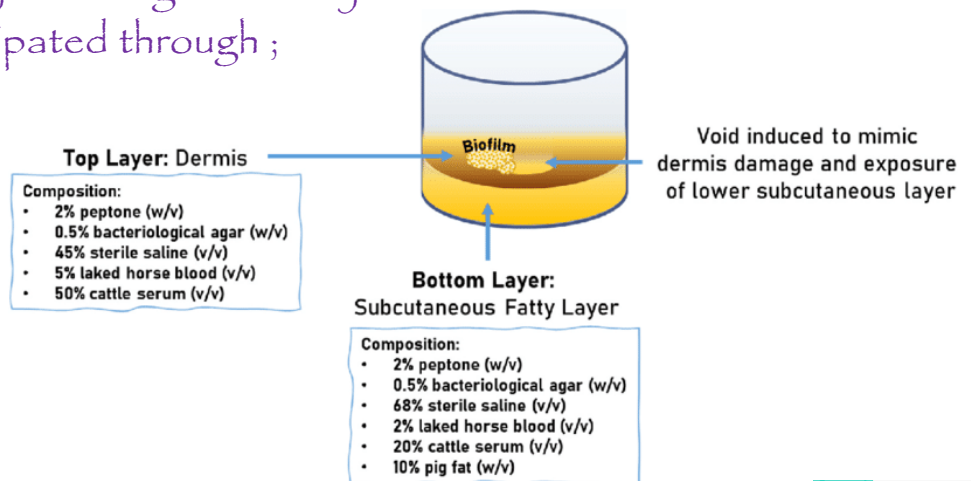 pated through ;
Biofilm
Top Layer: Dermis
Composition:
• 2% peptone (w/v)
• 0.5% bacteriological agar (w/v)
• 45% sterile saline (v/v)
• 5% laked horse blood (v/v)
• 50% cattle serum (v/v)
Void induced to mimic
dermis damage and exposure
of lower subcutaneous layer
Bottom Layer:
Subcutaneous Fatty Layer
Composition:
• 2% peptone (w/v)
• 0.5% bacteriological agar (w/v)
• 68% sterile saline (v/v)
• 2% laked horse blood (v/v)
• 20% cattle serum (v/v)
• 10% pig fat (w/v)